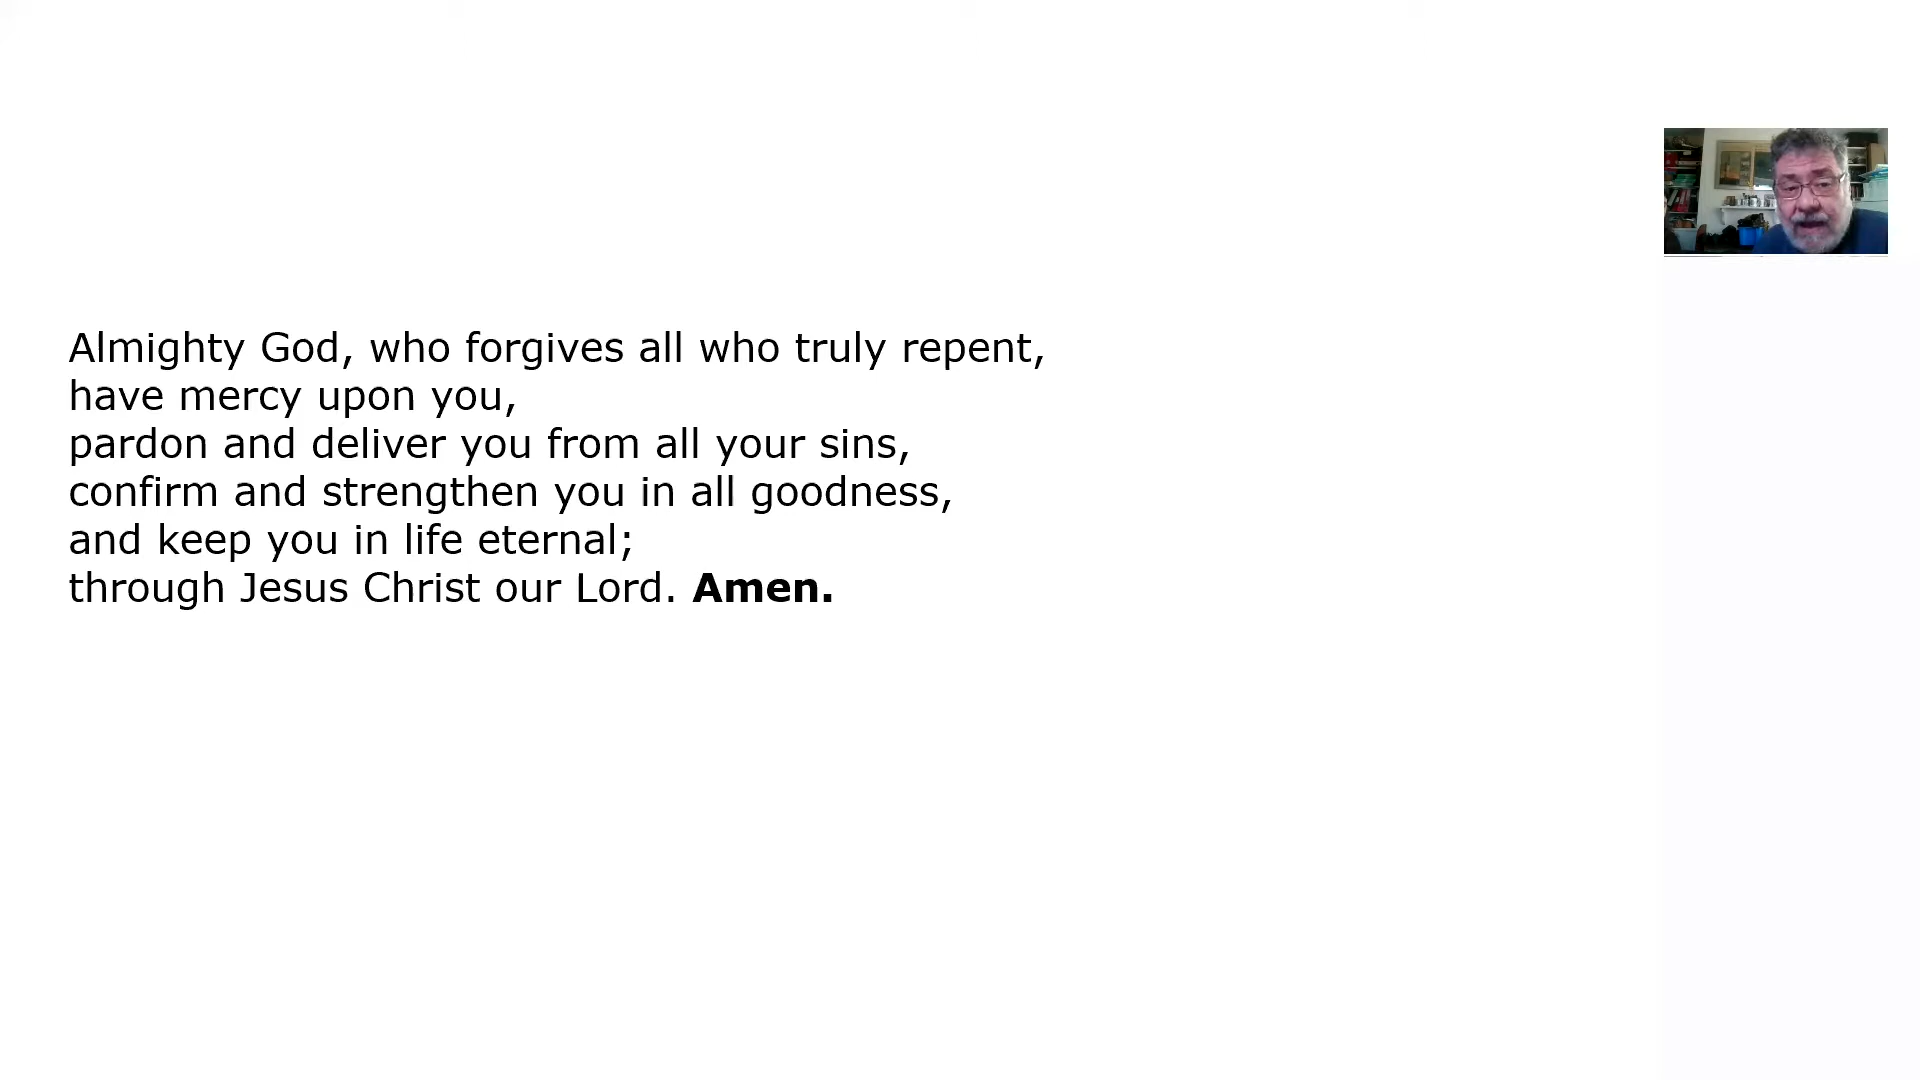 Almighty God, who forgives all who truly repent,
have mercy upon you,
pardon and deliver you from all your sins,
confirm and strengthen you in all goodness,
and keep you in life eternal;
through Jesus Christ our Lord. Amen.